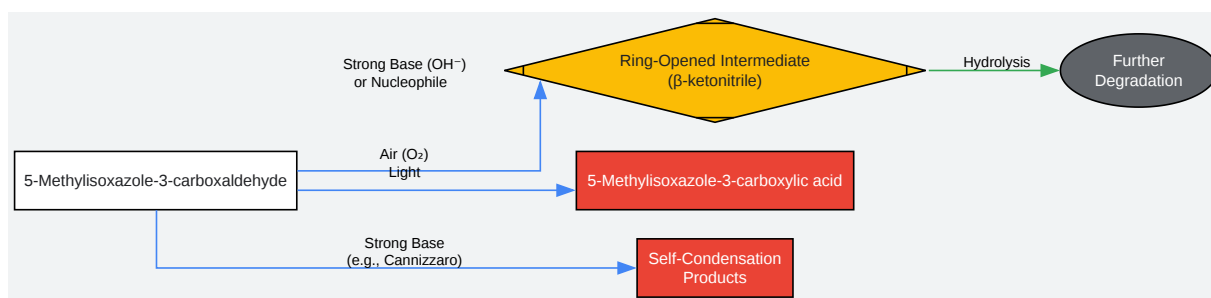 Strong Base (OH⁻)
or Nucleophile
Ring-Opened Intermediate
(β-ketonitrile)
Hydrolysis
Further
Degradation
5-Methylisoxazole-3-carboxaldehyde
Air (O₂)
Light
5-Methylisoxazole-3-carboxylic acid
Strong Base
(e.g., Cannizzaro)
Self-Condensation
Products